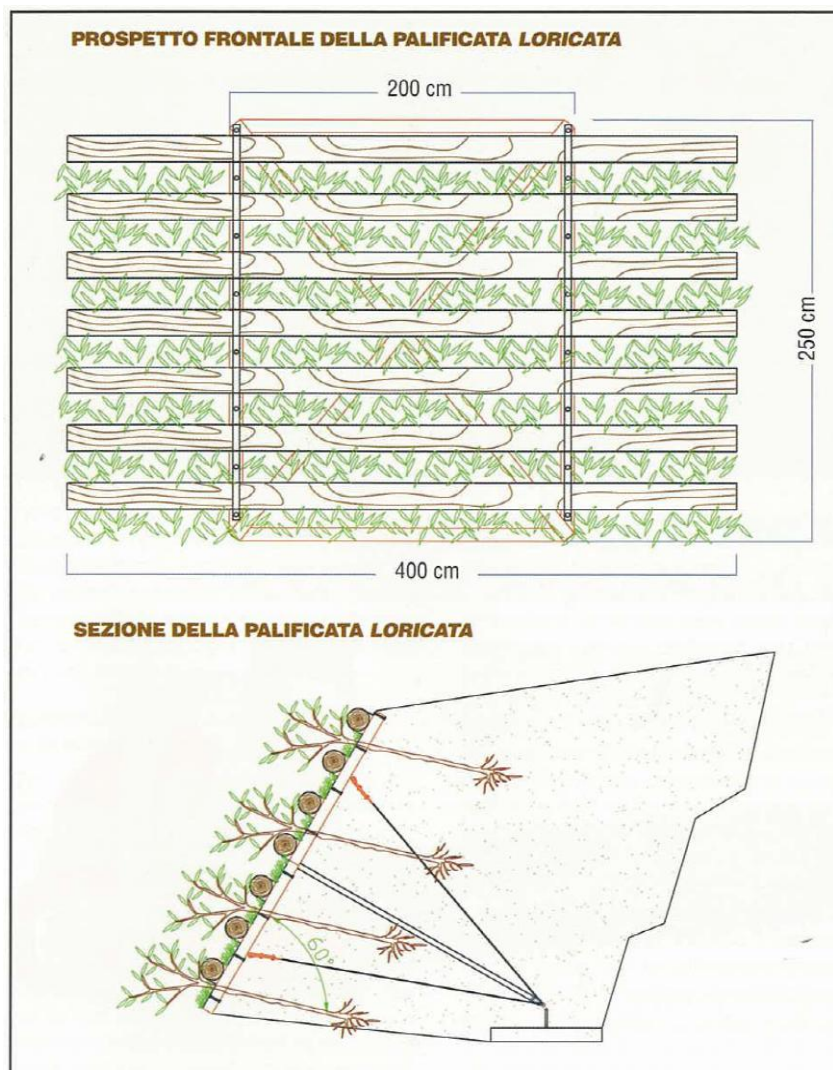 PROSPETTO FRONTALE DELLA PALIFICATA LORICATA
200 cm
250 cm
400 cm
SEZIONE DELLA PALIFICATA LORICATA
60°